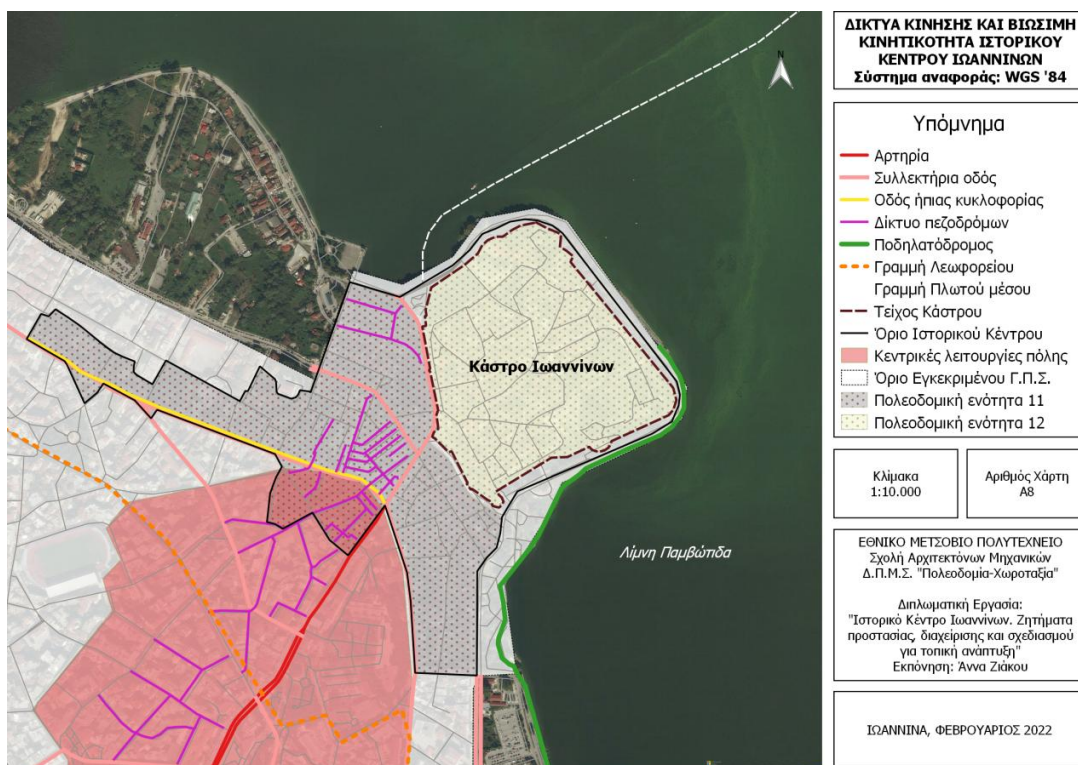 Κάστρο Ιωαννίνων
Λίμνη Παμβώτιδα
N
ΔΙΚΤΥΑ ΚΙΝΗΣΗΣ ΚΑΙ ΒΙΩΣΙΜΗ
ΚΙΝΗΤΙΚΟΤΗΤΑ ΙΣΤΟΡΙΚΟΥ
ΚΕΝΤΡΟΥ ΙΩΑΝΝΙΝΩΝ
Σύστημα αναφοράς: WGS '84
Υπόμνημα
Αρτηρία
Συλλεκτήρια οδός
Οδός ήπιας κυκλοφορίας
Δίκτυο πεζοδρόμων
Ποδηλατόδρομος
Γραμμή Λεωφορείου
Γραμμή Πλωτού μέσου
Τείχος Κάστρου
Όριο Ιστορικού Κέντρου
Κεντρικές λειτουργίες πόλης
Όριο Εγκεκριμένου Γ.Π.Σ.
Πολεοδομική ενότητα 11
Πολεοδομική ενότητα 12
Κλίμακα
1:10.000
Αριθμός Χάρτη
Α8
ΕΘΝΙΚΟ ΜΕΤΣΟΒΙΟ ΠΟΛΥΤΕΧΝΕΙΟ
Σχολή Αρχιτεκτόνων Μηχανικών
Δ.Π.Μ.Σ. "Πολεοδομία-Χωροταξία"
Διπλωματική Εργασία:
"Ιστορικό Κέντρο Ιωαννίνων. Ζητήματα
προστασίας, διαχείρισης και σχεδιασμού
για τοπική ανάπτυξη"
Εκπόνηση: Άννα Ζιάκου
ΙΩΑΝΝΙΝΑ, ΦΕΒΡΟΥΑΡΙΟΣ 2022